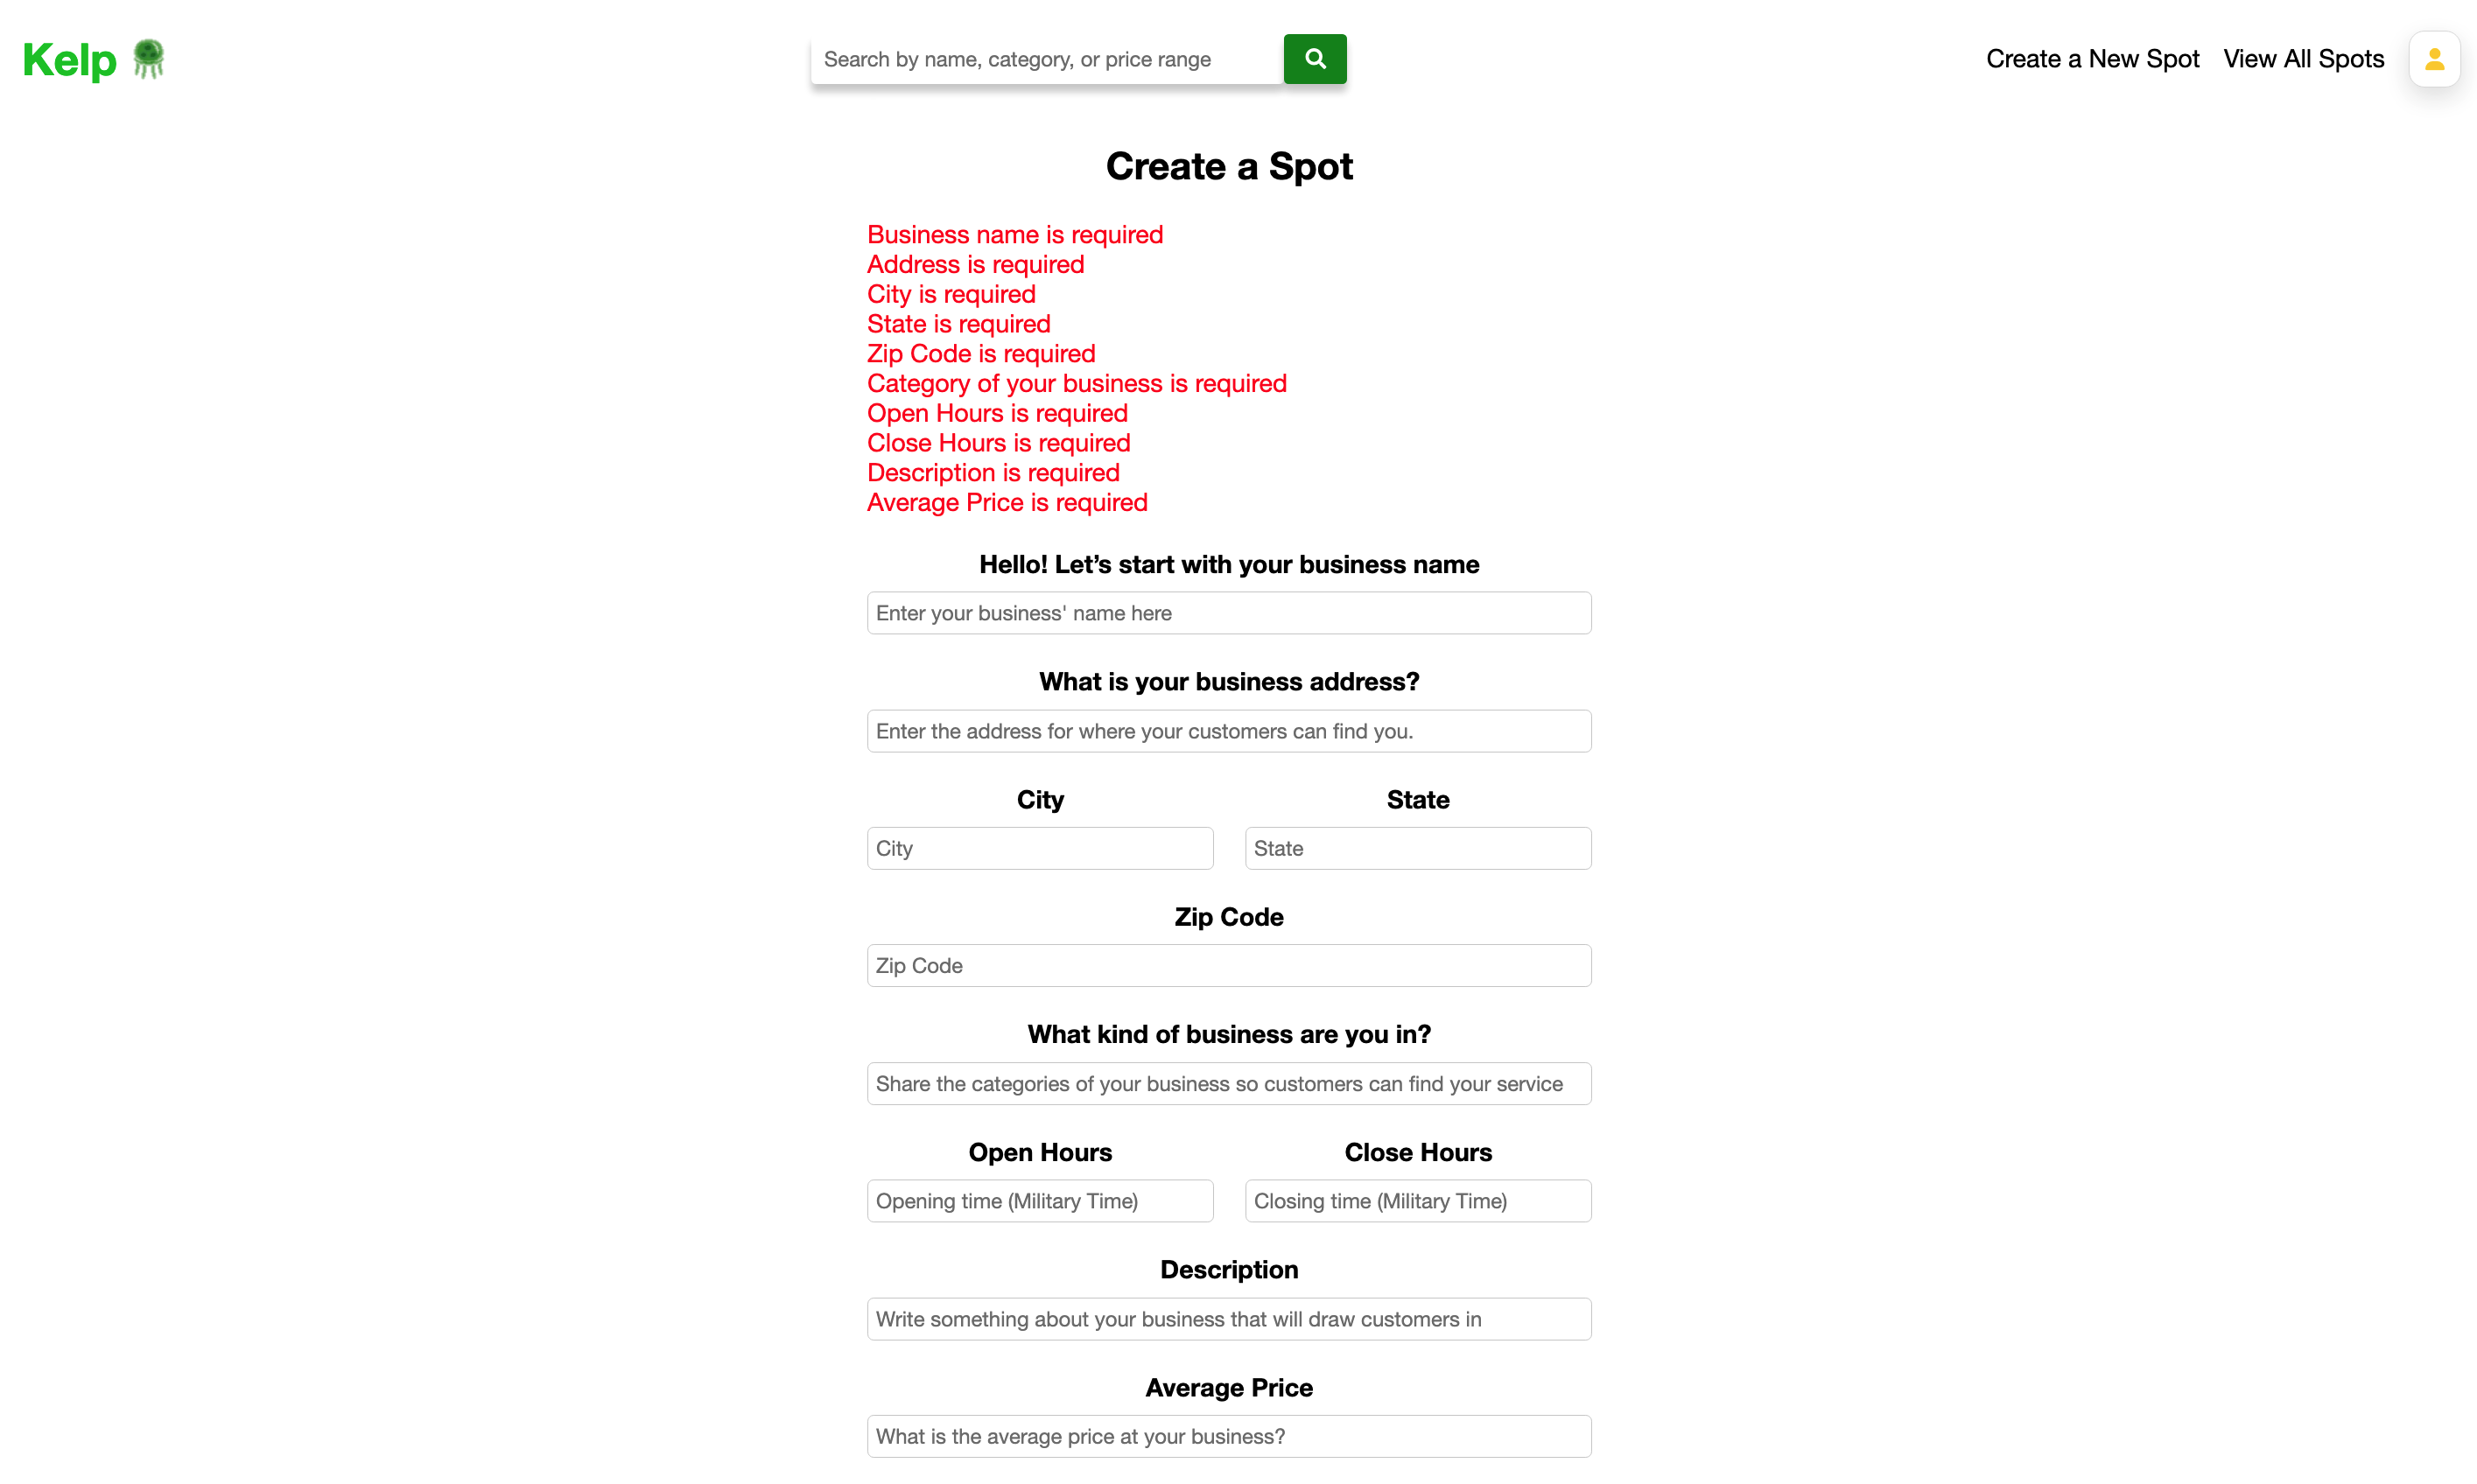 Kelp
Search by name, category, or price range
Create a New Spot View All Spots
Create a Spot
Business name is required
Address is required
City is required
State is required
Zip Code is required
Category of your business is required
Open Hours is required
Close Hours is required
Description is required
Average Price is required
Hello! Let’s start with your business name
Enter your business' name here
What is your business address?
Enter the address for where your customers can find you.
City State
City State
Zip Code
Zip Code
What kind of business are you in?
Share the categories of your business so customers can find your service
Open Hours Close Hours
Opening time (Military Time) Closing time (Military Time)
Description
Write something about your business that will draw customers in
Average Price
What is the average price at your business?